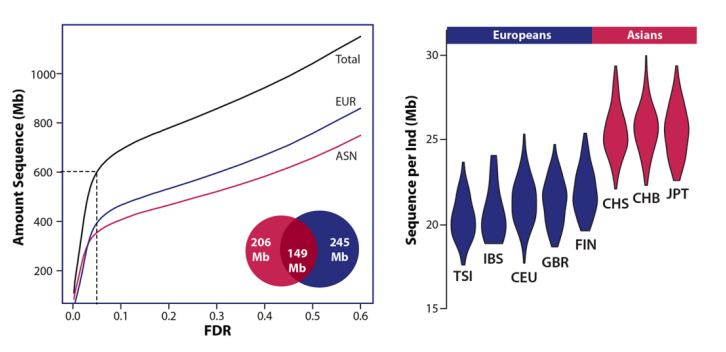 Amount Sequence (Mb)
1000
800
600
400
200
0.0
0.1
0.2
0.3
0.4
0.5
0.6
FDR
Total
EUR
ASN
206
Mb
149
Mb
245
Mb
Sequence per Ind (Mb)
30
25
20
15
Europeans
Asians
TSI
IBS
CEU
GBR
FIN
CHS
CHB
JPT